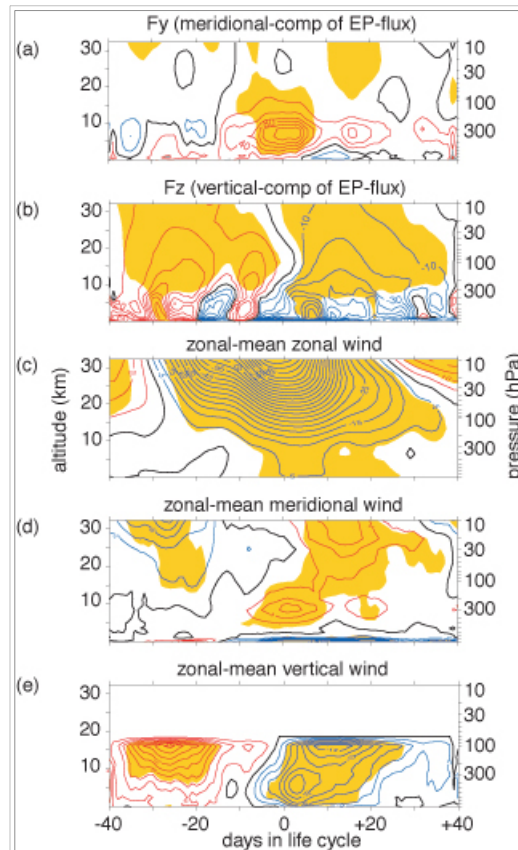 Fy (meridional-comp of EP-flux)
(a)
30
20
10
10
30
100
300
Fz (vertical-comp of EP-flux)
(b)
30
20
10
-10
-10
10
30
100
300
zonal-mean zonal wind
(c)
30
20
10
10
30
100
300
altitude (km)
pressure (hPa)
zonal-mean meridional wind
(d)
30
20
10
10
30
100
300
zonal-mean vertical wind
(e)
30
20
10
10
30
100
300
-40 -20 0 +20 +40
days in life cycle